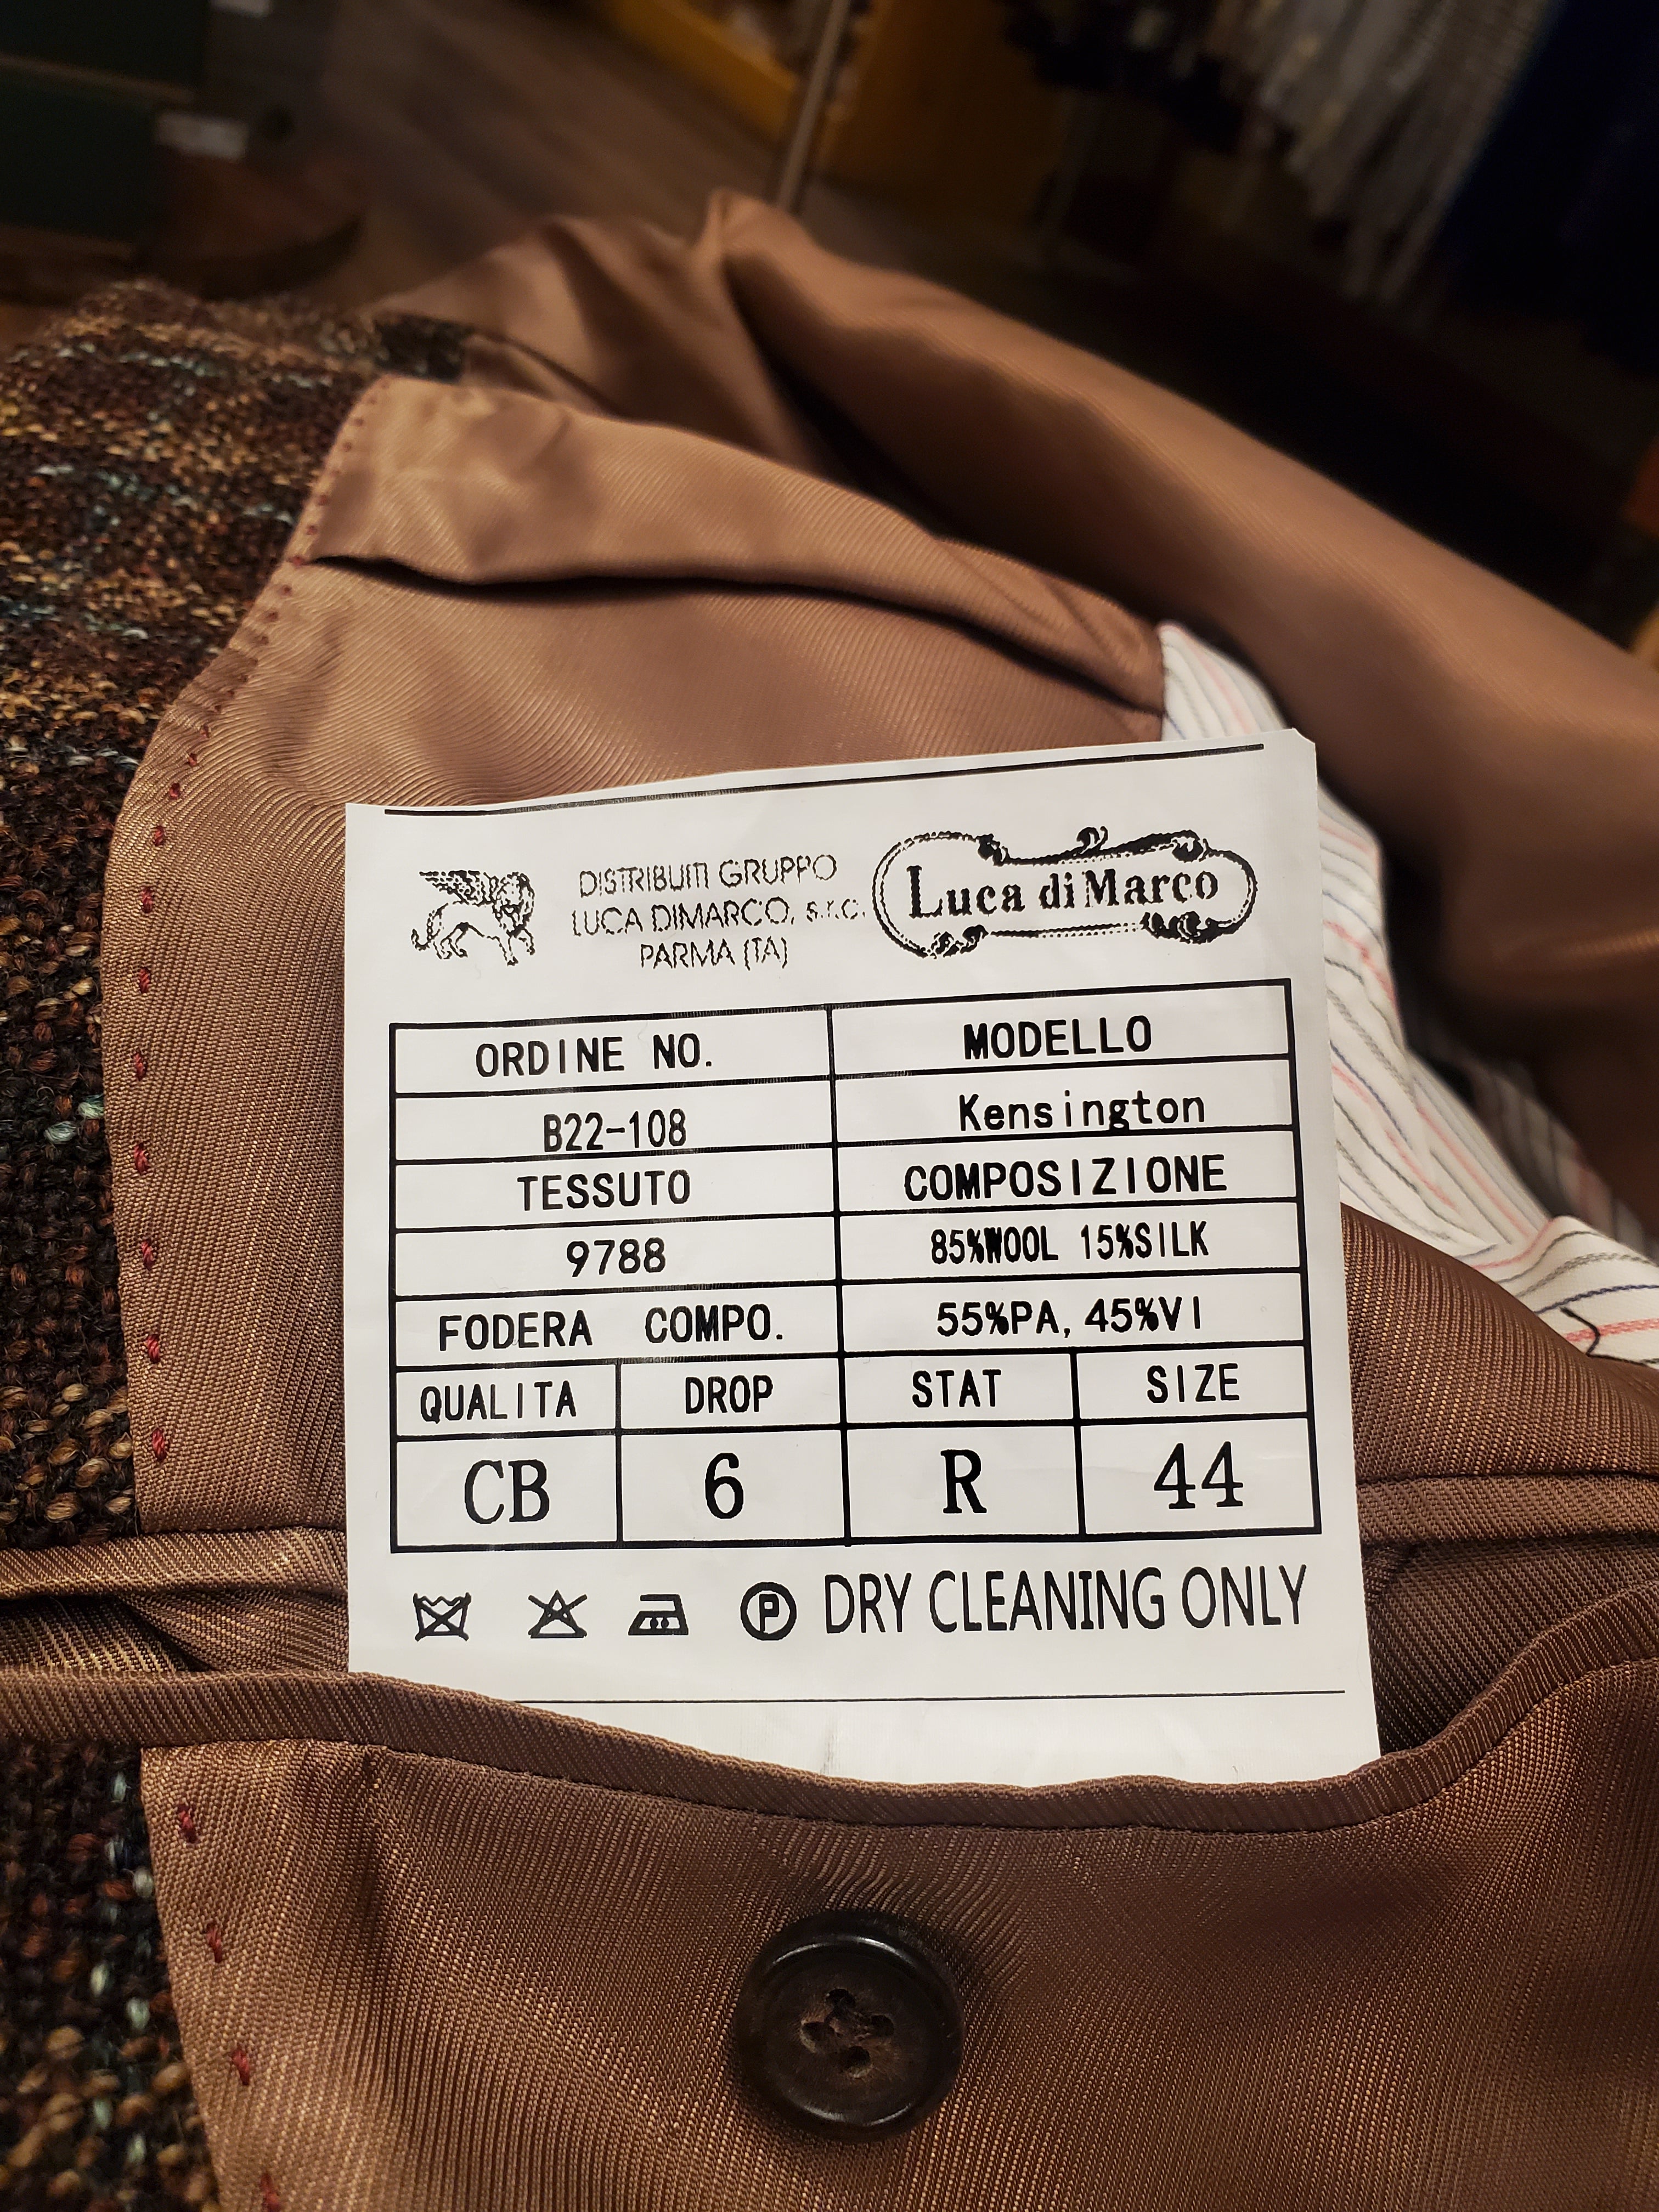 DISTRIBUITI GRUPPO
LUCA DIMARCO, s.r.c.
PARMA (TA)
Luca di Marco
ORDINE NO. MODELLO
B22-108 Kensington
TESSUTO COMPOSIZIONE
9788 85%WOOL 15%SILK
FODERA COMPO. 55%PA, 45%VI
QUALITA DROP STAT SIZE
CB 6 R 44
P DRY CLEANING ONLY